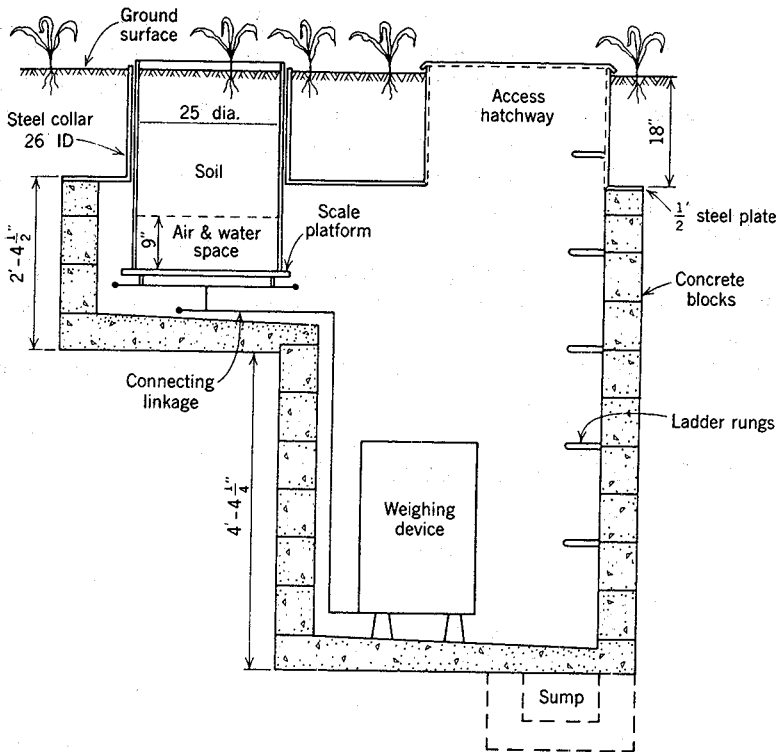 Ground
surface
Steel collar
26 ID
25 dia.
Soil
9"
Air & water
space
Scale
platform
Access
hatchway
18"
1/2' steel plate
Concrete
blocks
2'-4 1/2"
Connecting
linkage
Ladder rungs
4'-4 1/4"
Weighing
device
Sump